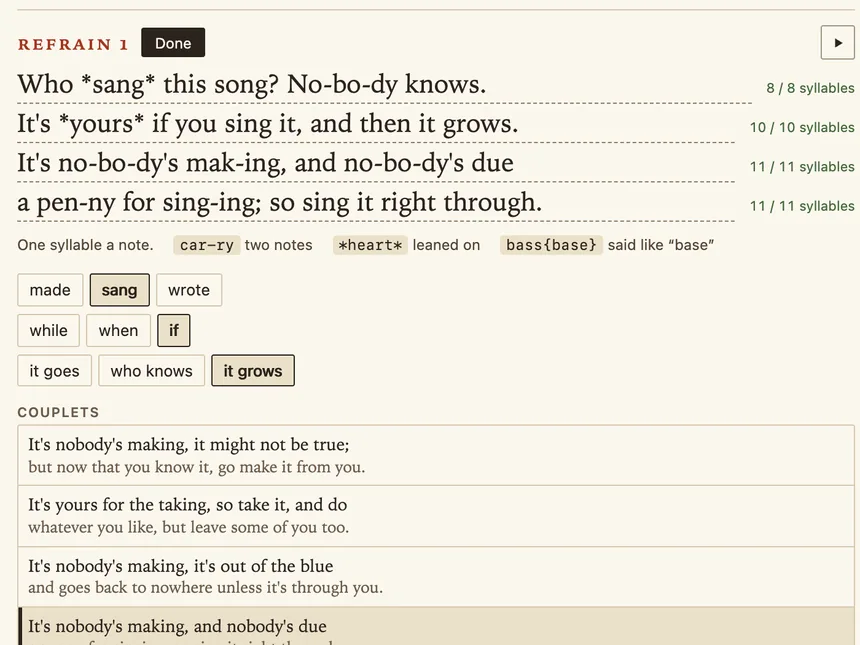 REFRAIN 1 Done
Who *sang* this song? No-bo-dy knows. 8 / 8 syllables
It's *yours* if you sing it, and then it grows. 10 / 10 syllables
It's no-bo-dy's mak-ing, and no-bo-dy's due 11 / 11 syllables
a pen-ny for sing-ing; so sing it right through. 11 / 11 syllables
One syllable a note. car-ry two notes *heart* leaned on bass{base} said like “base”
made sang wrote
while when if
it goes who knows it grows
COUPLETS
It's nobody's making, it might not be true;
but now that you know it, go make it from you.
It's yours for the taking, so take it, and do
whatever you like, but leave some of you too.
It's nobody's making, it's out of the blue
and goes back to nowhere unless it's through you.
It's nobody's making, and nobody's due